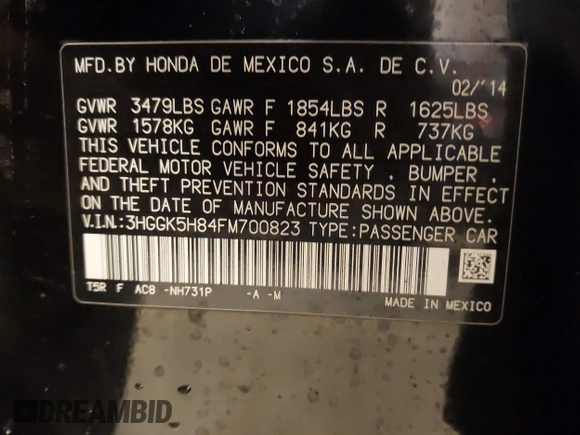 MFD.BY HONDA DE MEXICO S.A. DE C.V.
02/'14
GVWR 3479LBS GAWR F 1854LBS R 1625LBS
GVWR 1578KG GAWR F 841KG R 737KG
THIS VEHICLE CONFORMS TO ALL APPLICABLE
FEDERAL MOTOR VEHICLE SAFETY , BUMPER ,
AND THEFT PREVENTION STANDARDS IN EFFECT
ON THE DATE OF MANUFACTURE SHOWN ABOVE.
V.I.N.:3HGGK5H84FM700823 TYPE:PASSENGER CAR
T5R F AC8 -NH731P -A -M
MADE IN MEXICO
DREAMBID